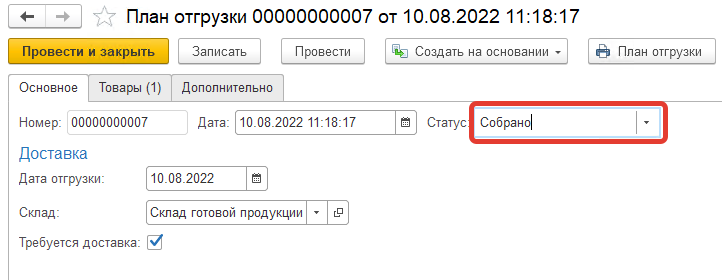 План отгрузки 00000000007 от 10.08.2022 11:18:17
Провести и закрыть Записать Провести Создать на основании План отгрузки
Основное Товары (1) Дополнительно
Номер: 00000000007 Дата: 10.08.2022 11:18:17 Статус: Собрано
Доставка
Дата отгрузки: 10.08.2022
Склад: Склад готовой продукции
Требуется доставка: